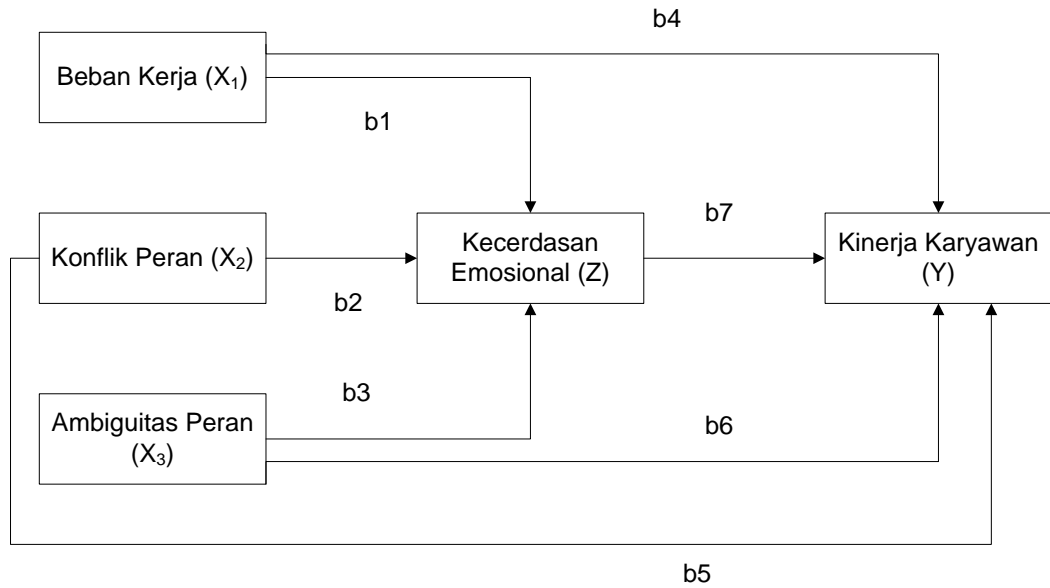 b4
Beban Kerja (X₁)
b1
b7
Konflik Peran (X₂)
Kecerdasan
Emosional (Z)
Kinerja Karyawan
(Y)
b2
b3
Ambiguitas Peran
(X₃)
b6
b5